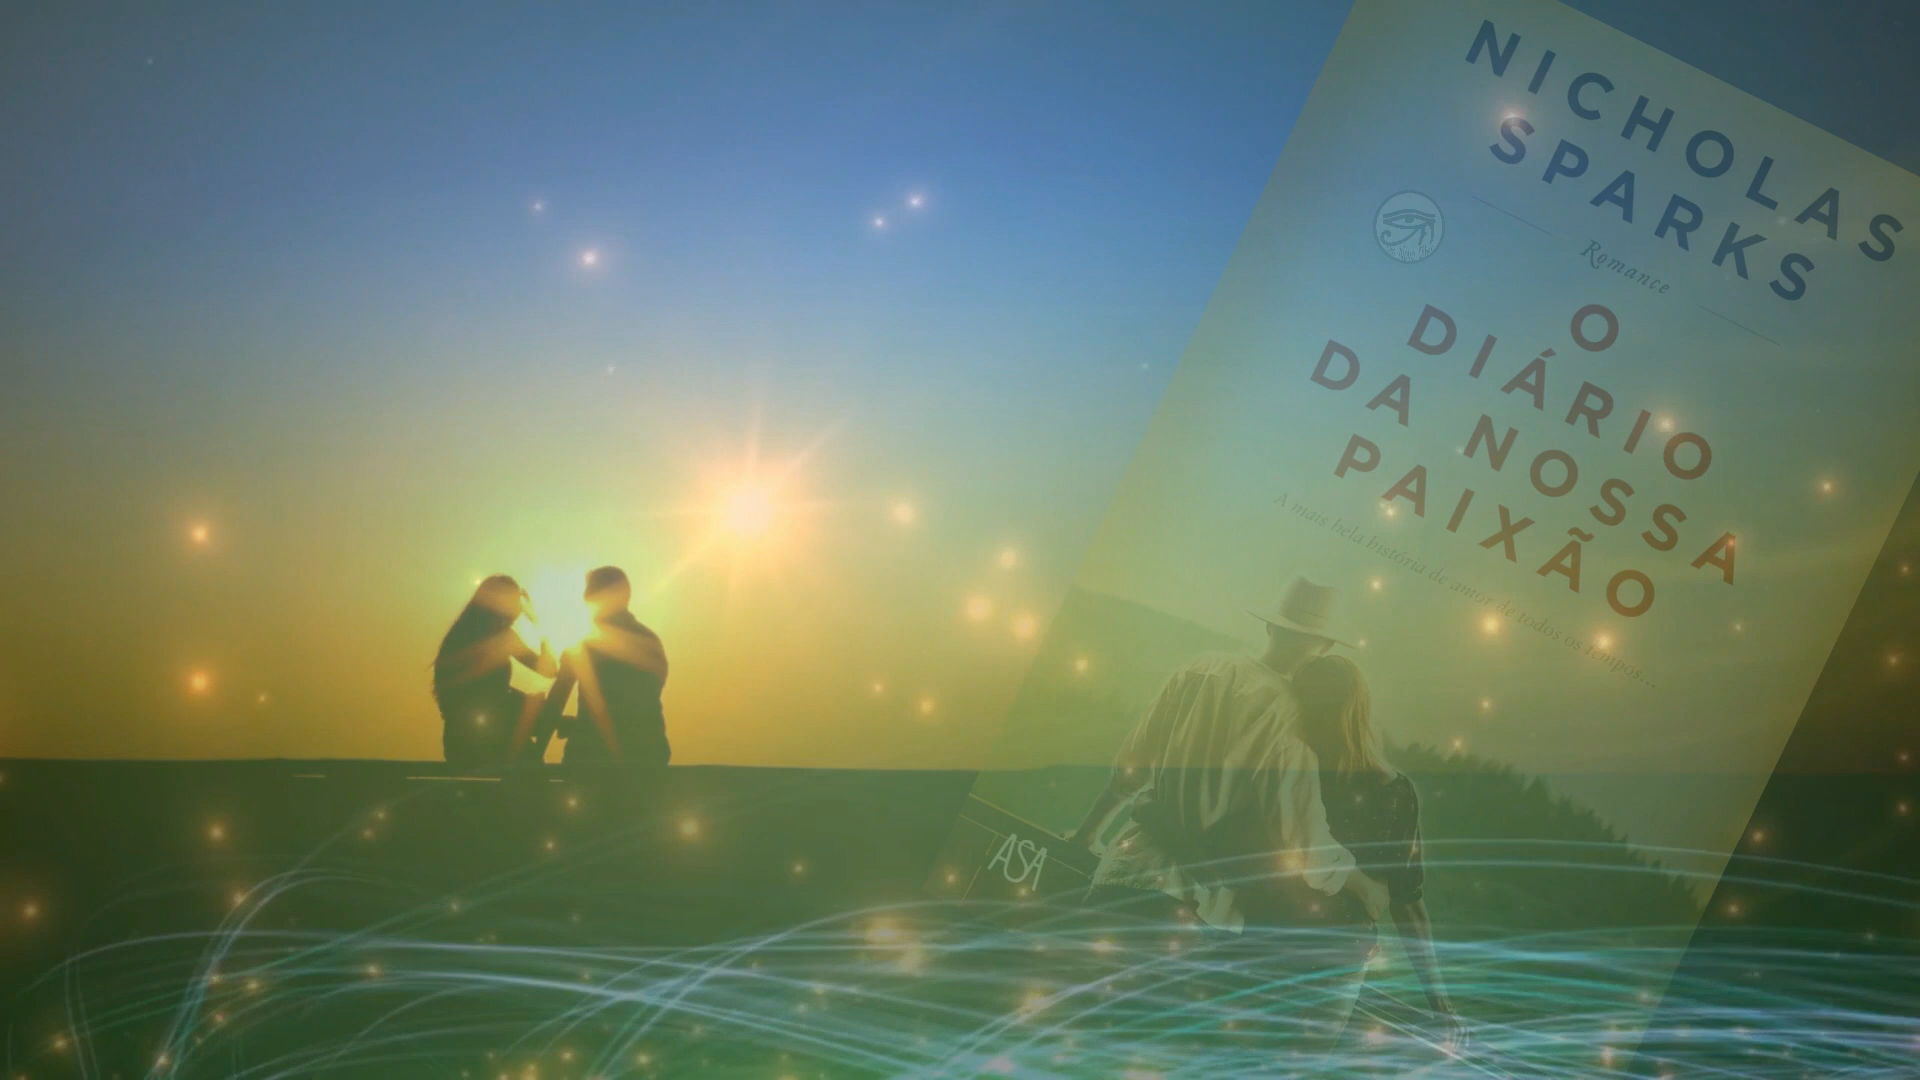 NICHOLAS
SPARKS
Romance
O
DIÁRIO
DA NOSSA
PAIXÃO
A mais bela história de amor de todos os tempos...
ASA